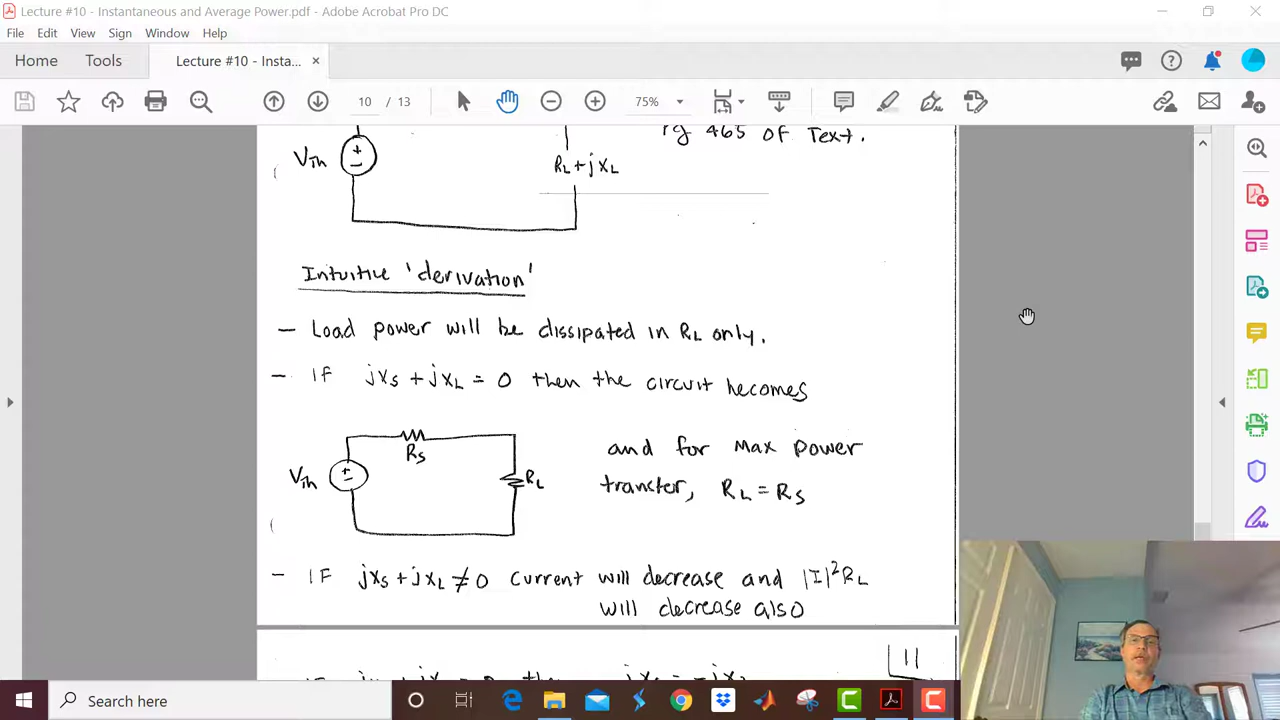 Lecture #10 - Instantaneous and Average Power.pdf - Adobe Acrobat Pro DC
File Edit View Sign Window Help
Home Tools Lecture #10 - Insta... ×
10 / 13 75%
rg 465 of Text.
VTh
RL + jXL
Intuitive 'derivation'
- Load power will be dissipated in RL only.
- IF jXS + jXL = 0 then the circuit becomes
RS
VTh
RL
and for max power
transfer, RL = RS
- IF jXS + jXL ≠ 0 current will decrease and |I|²RL
will decrease also
11
Search